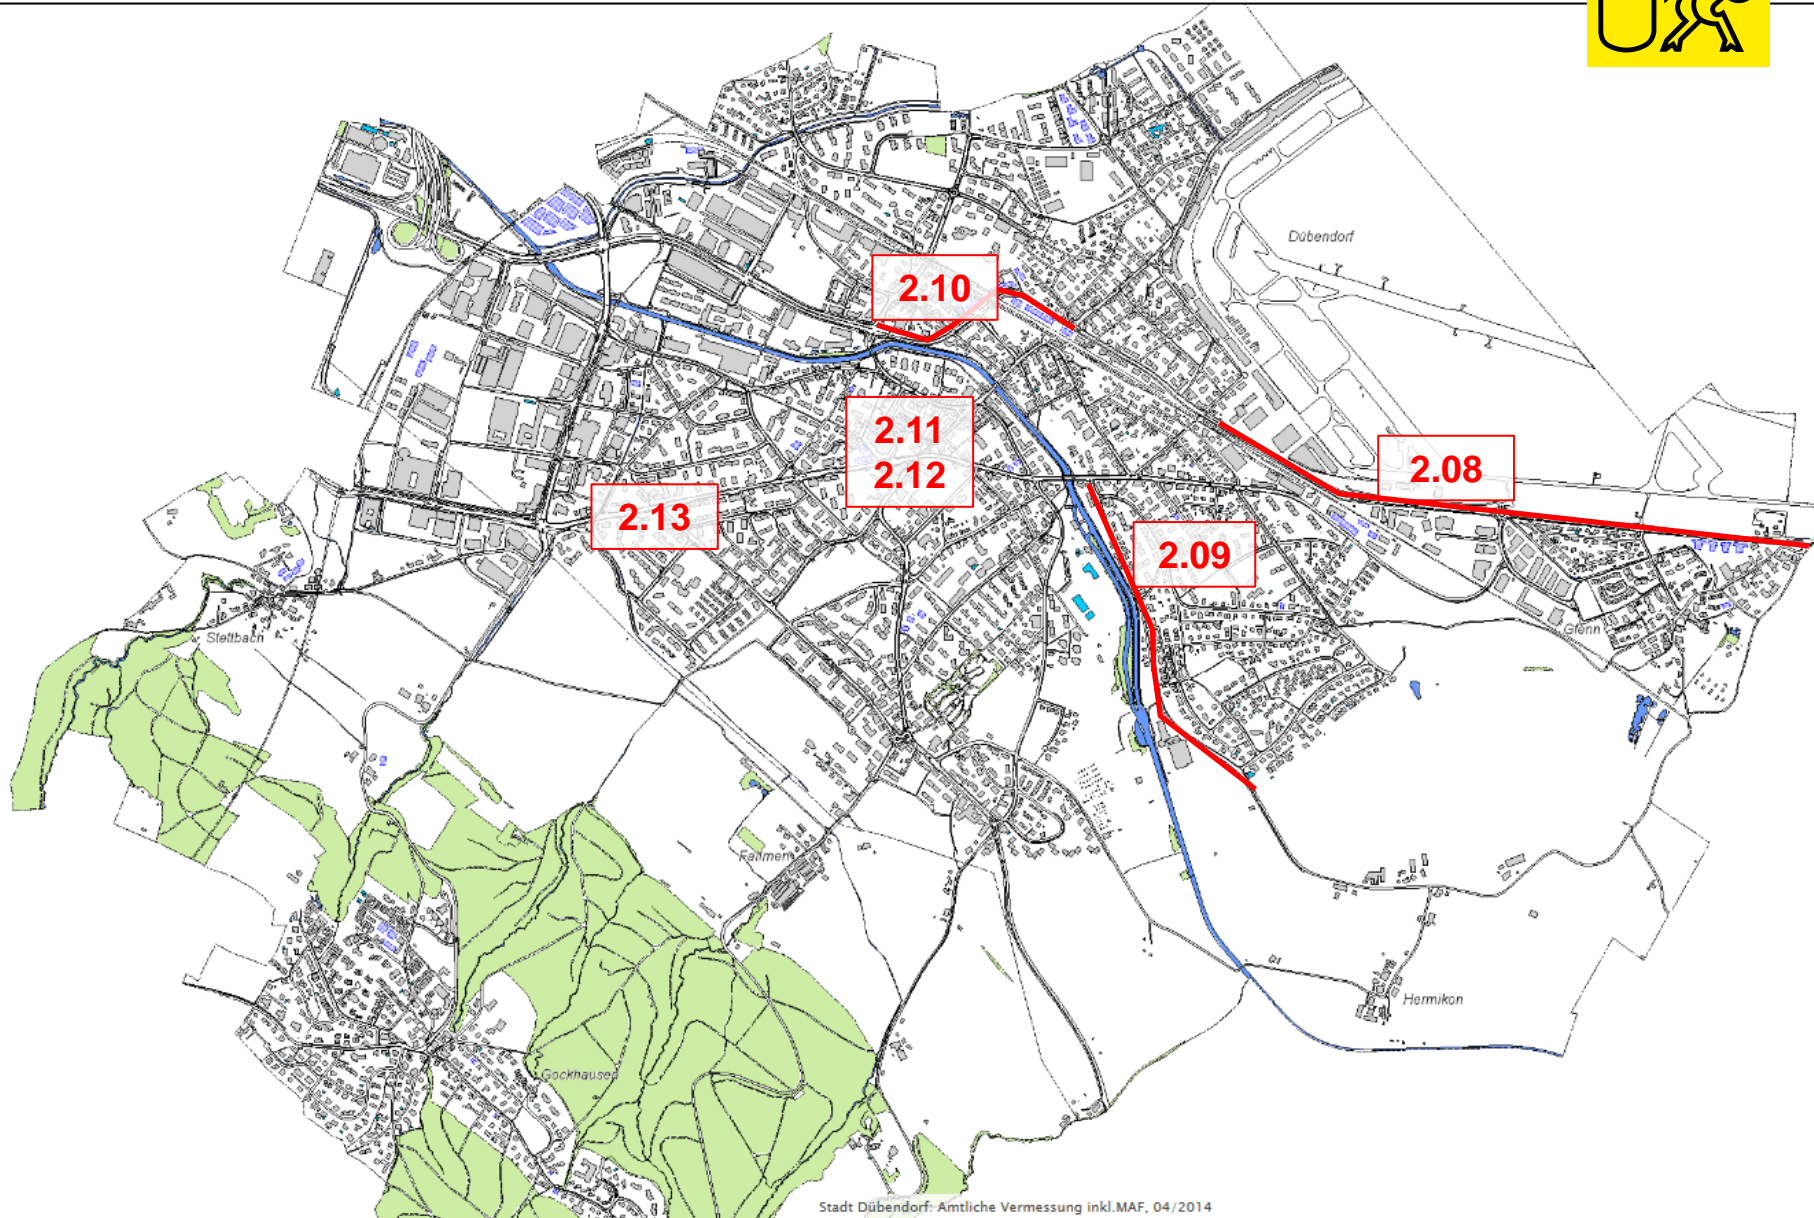 Dübendorf
2.10
2.11
2.12
2.08
2.13
2.09
Stettbach
Gfenn
Fallmen
Hermikon
Gockhausen
Stadt Dübendorf: Amtliche Vermessung inkl.MAF, 04/2014